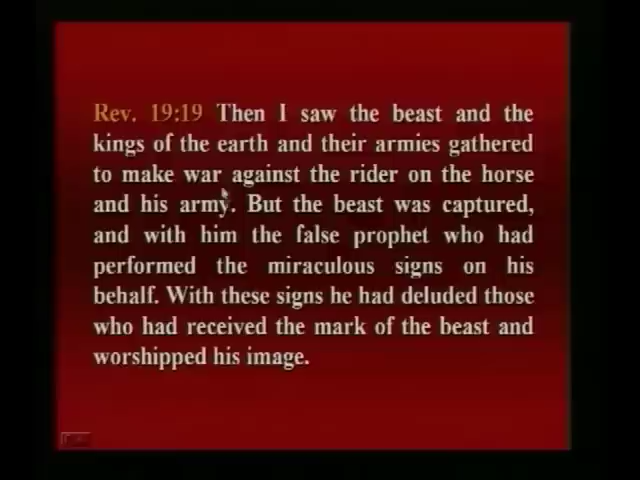 Rev. 19:19 Then I saw the beast and the
kings of the earth and their armies gathered
to make war against the rider on the horse
and his army. But the beast was captured,
and with him the false prophet who had
performed the miraculous signs on his
behalf. With these signs he had deluded those
who had received the mark of the beast and
worshipped his image.